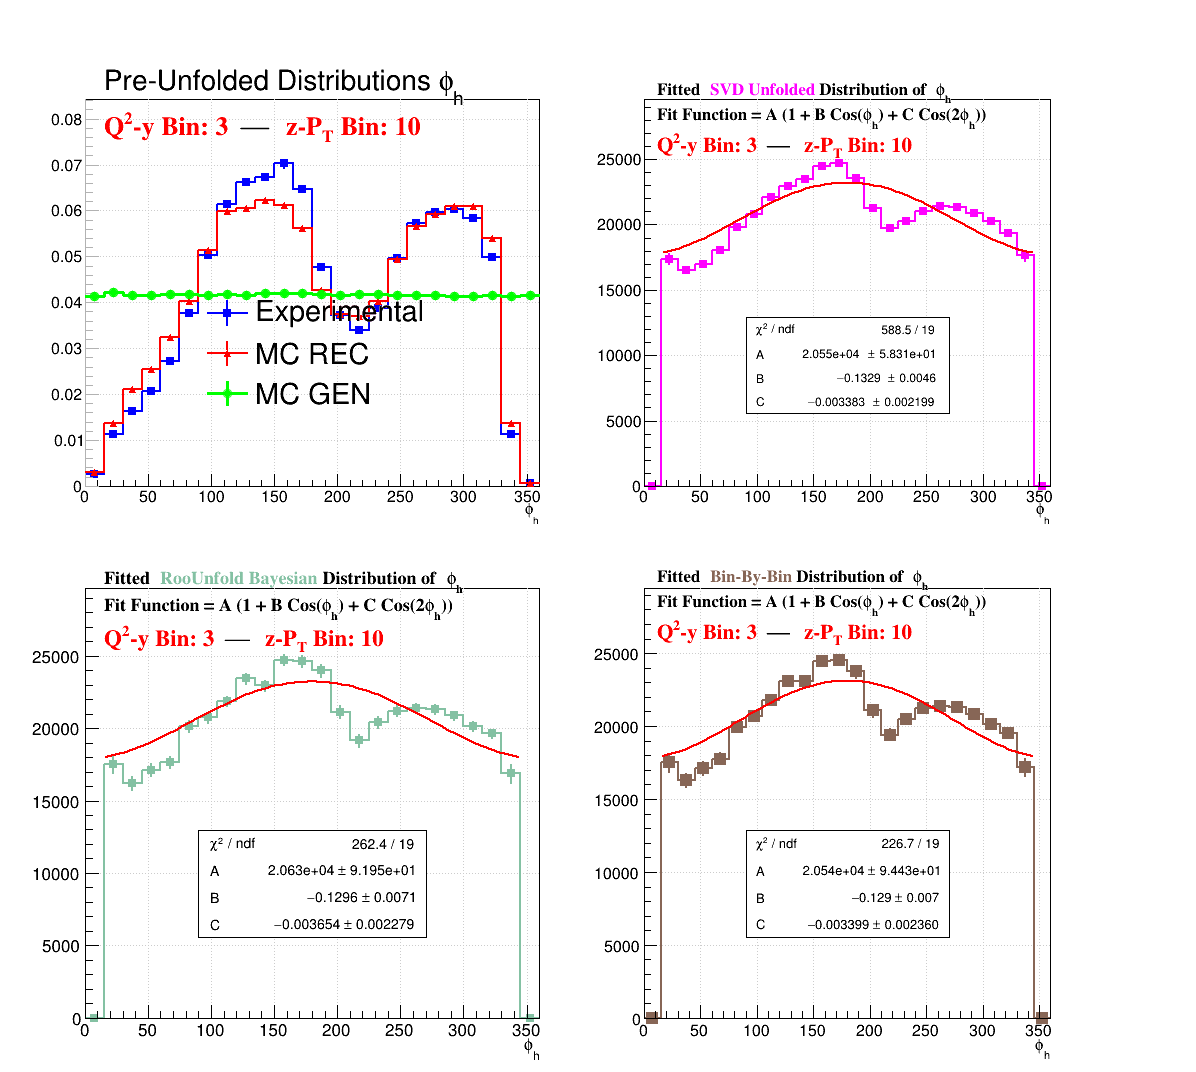 Pre-Unfolded Distributions ϕh
Q2-y Bin: 3 — z-PT Bin: 10
0.08
0.07
0.06
0.05
0.04
0.03
0.02
0.01
0
Experimental
MC REC
MC GEN
0 50 100 150 200 250 300 350
ϕh
Fitted SVD Unfolded Distribution of ϕh
Fit Function = A (1 + B Cos(ϕh) + C Cos(2ϕh))
Q2-y Bin: 3 — z-PT Bin: 10
25000
20000
15000
10000
5000
0
χ2 / ndf 588.5 / 19
A 2.055e+04 ± 5.831e+01
B −0.1329 ± 0.0046
C −0.003383 ± 0.002199
0 50 100 150 200 250 300 350
ϕh
Fitted RooUnfold Bayesian Distribution of ϕh
Fit Function = A (1 + B Cos(ϕh) + C Cos(2ϕh))
Q2-y Bin: 3 — z-PT Bin: 10
25000
20000
15000
10000
5000
0
χ2 / ndf 262.4 / 19
A 2.063e+04 ± 9.195e+01
B −0.1296 ± 0.0071
C −0.003654 ± 0.002279
0 50 100 150 200 250 300 350
ϕh
Fitted Bin-By-Bin Distribution of ϕh
Fit Function = A (1 + B Cos(ϕh) + C Cos(2ϕh))
Q2-y Bin: 3 — z-PT Bin: 10
25000
20000
15000
10000
5000
0
χ2 / ndf 226.7 / 19
A 2.054e+04 ± 9.443e+01
B −0.129 ± 0.007
C −0.003399 ± 0.002360
0 50 100 150 200 250 300 350
ϕh